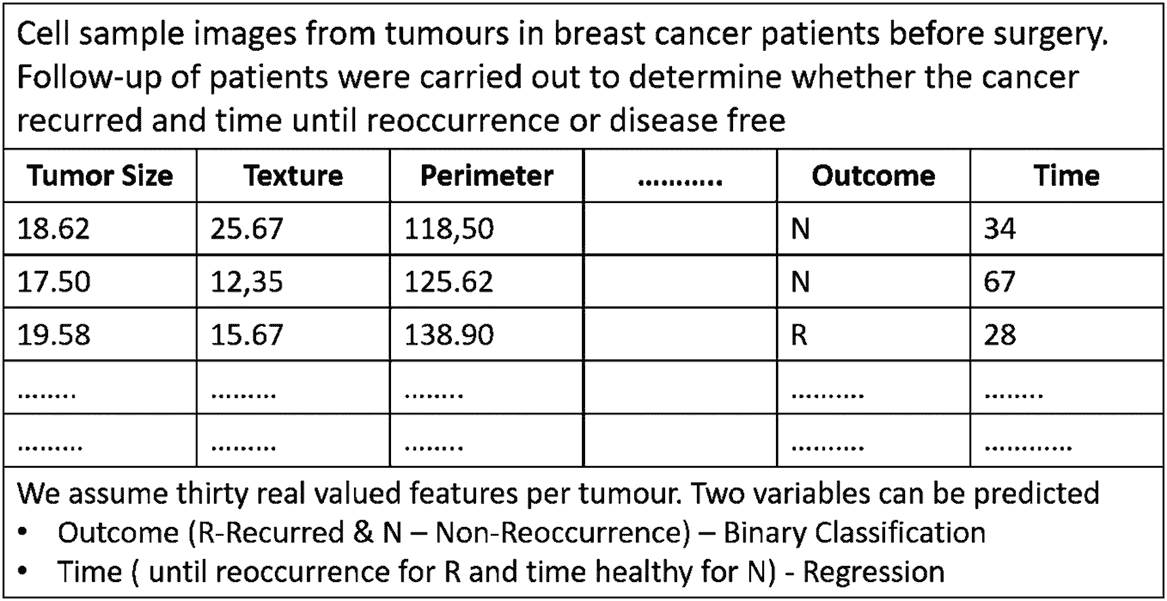 Cell sample images from tumours in breast cancer patients before surgery.
Follow-up of patients were carried out to determine whether the cancer
recurred and time until reoccurrence or disease free
Tumor Size Texture Perimeter ........... Outcome Time
18.62 25.67 118,50 N 34
17.50 12,35 125.62 N 67
19.58 15.67 138.90 R 28
........ ......... ........ .......... ........
......... ......... ........ .......... ............
We assume thirty real valued features per tumour. Two variables can be predicted
• Outcome (R-Recurred & N – Non-Reoccurrence) – Binary Classification
• Time ( until reoccurrence for R and time healthy for N) - Regression